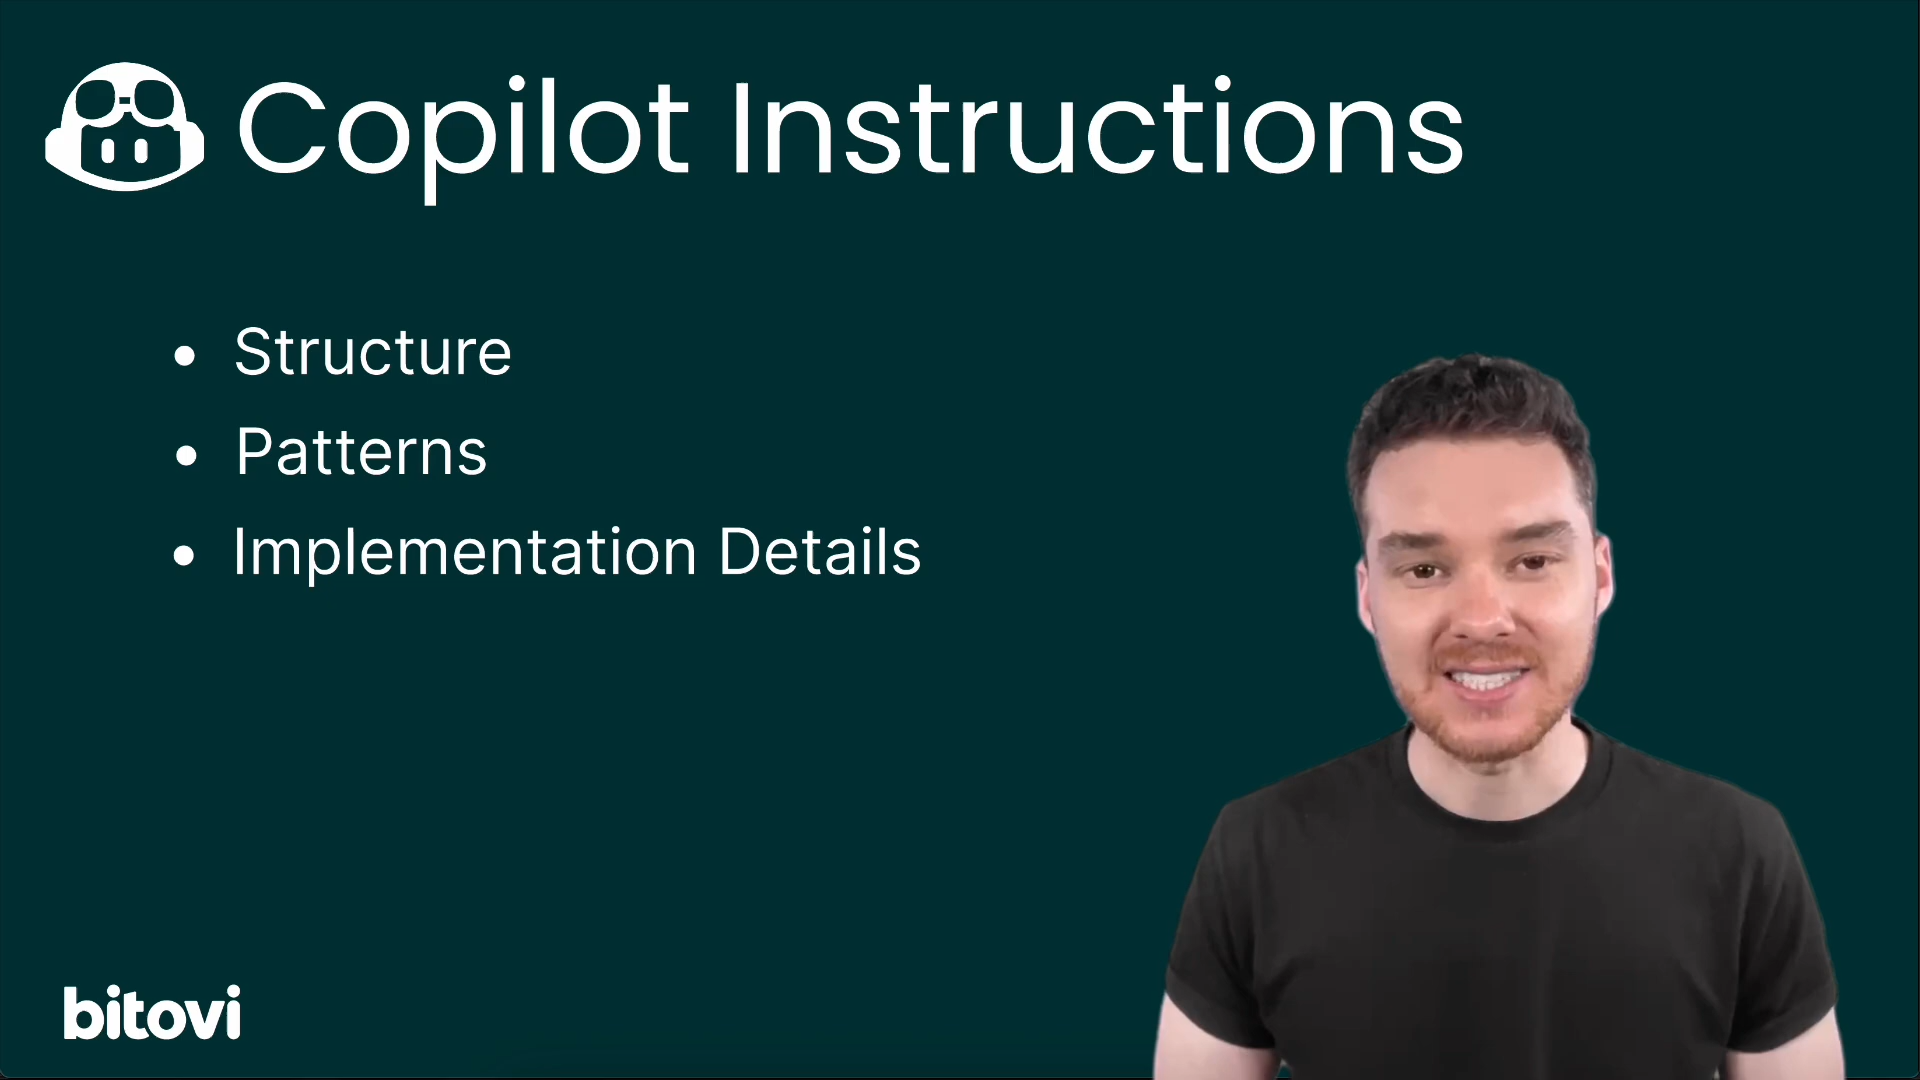 Copilot Instructions
• Structure
• Patterns
• Implementation Details
bitovi